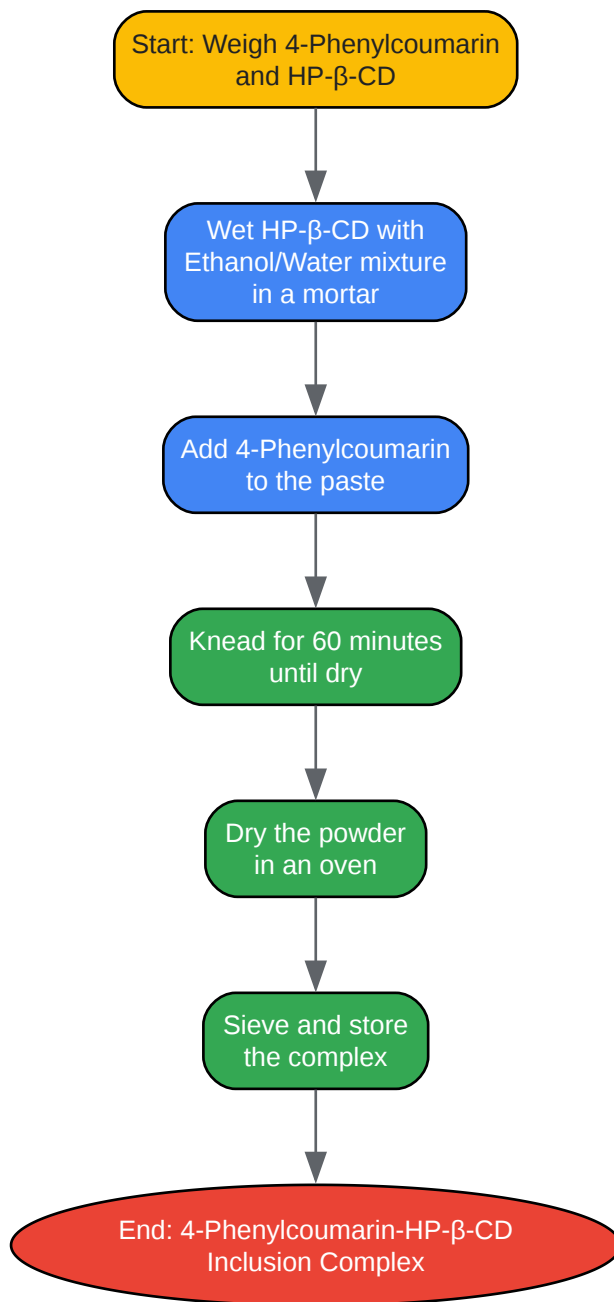 Start: Weigh 4-Phenylcoumarin
and HP-β-CD
Wet HP-β-CD with
Ethanol/Water mixture
in a mortar
Add 4-Phenylcoumarin
to the paste
Knead for 60 minutes
until dry
Dry the powder
in an oven
Sieve and store
the complex
End: 4-Phenylcoumarin-HP-β-CD
Inclusion Complex